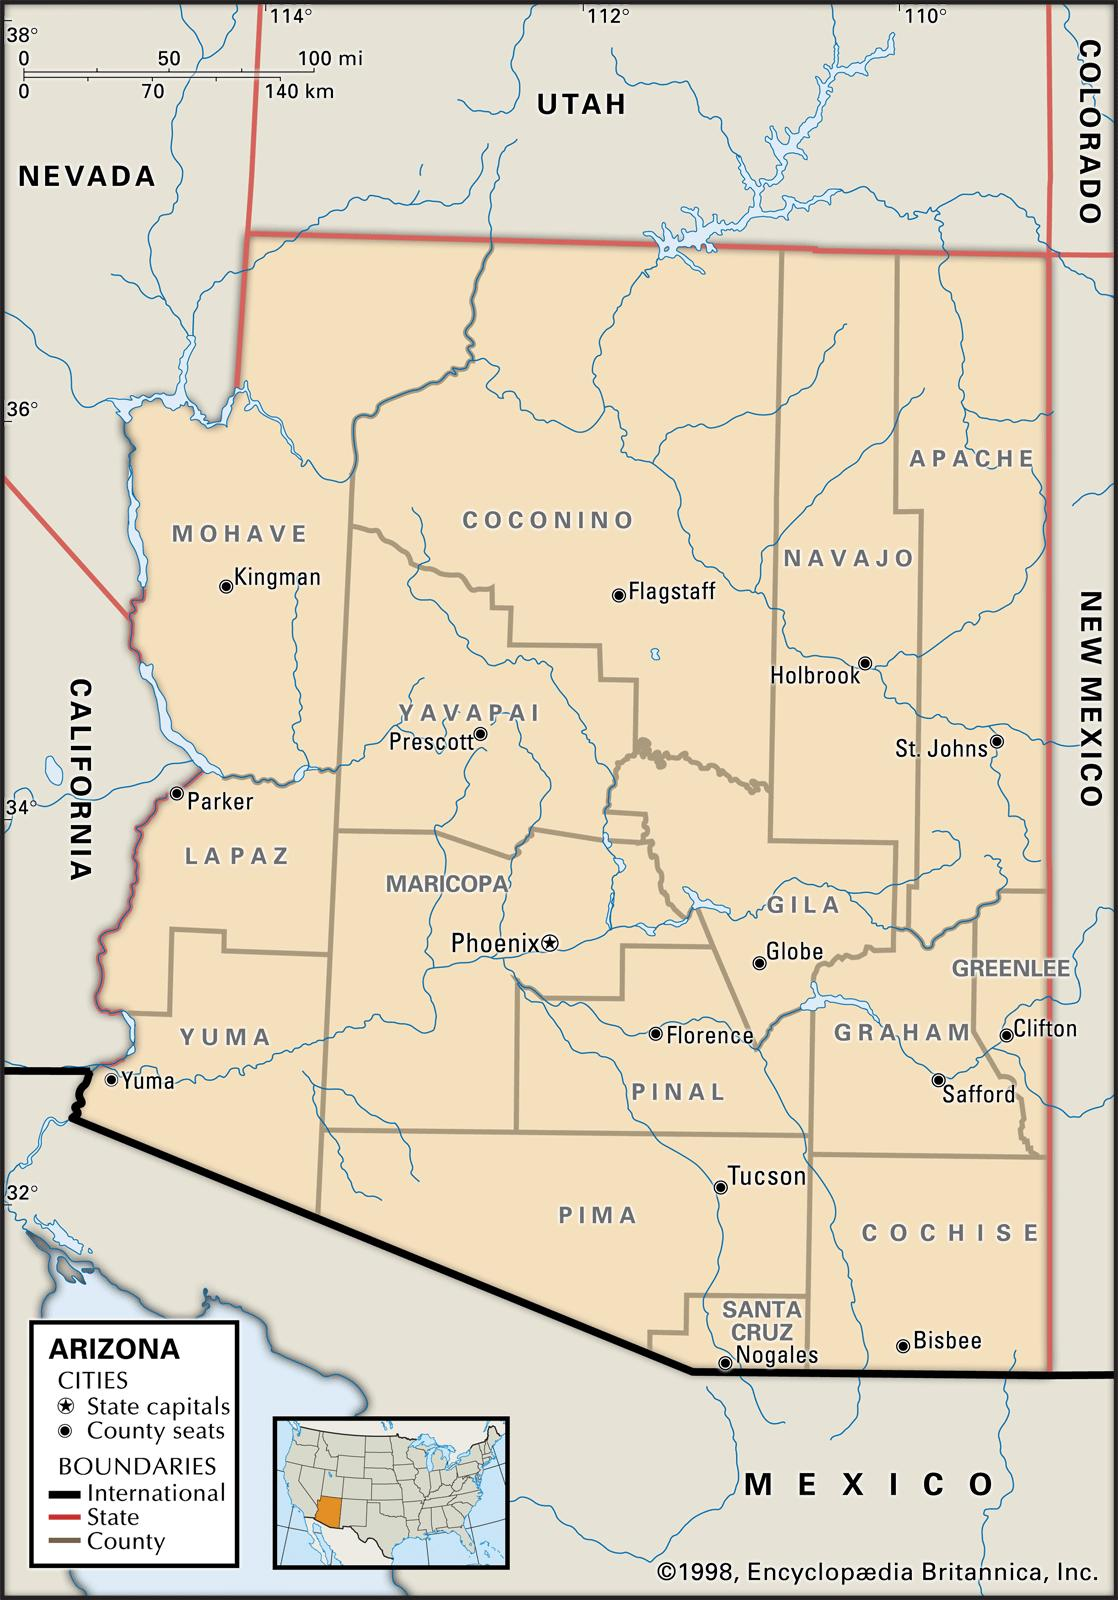 114°
112°
110°
38°
0 50 100 mi
0 70 140 km
UTAH
COLORADO
NEVADA
36°
APACHE
COCONINO
MOHAVE
NAVAJO
Kingman
Flagstaff
NEW MEXICO
Holbrook
CALIFORNIA
YAVAPAI
Prescott
St. Johns
Parker
34°
LA PAZ
MARICOPA
GILA
Phoenix
Globe
GREENLEE
YUMA
Florence
GRAHAM
Clifton
Yuma
PINAL
Safford
Tucson
32°
PIMA
COCHISE
SANTA
CRUZ
Nogales
Bisbee
ARIZONA
CITIES
State capitals
County seats
BOUNDARIES
International
State
County
MEXICO
©1998, Encyclopædia Britannica, Inc.